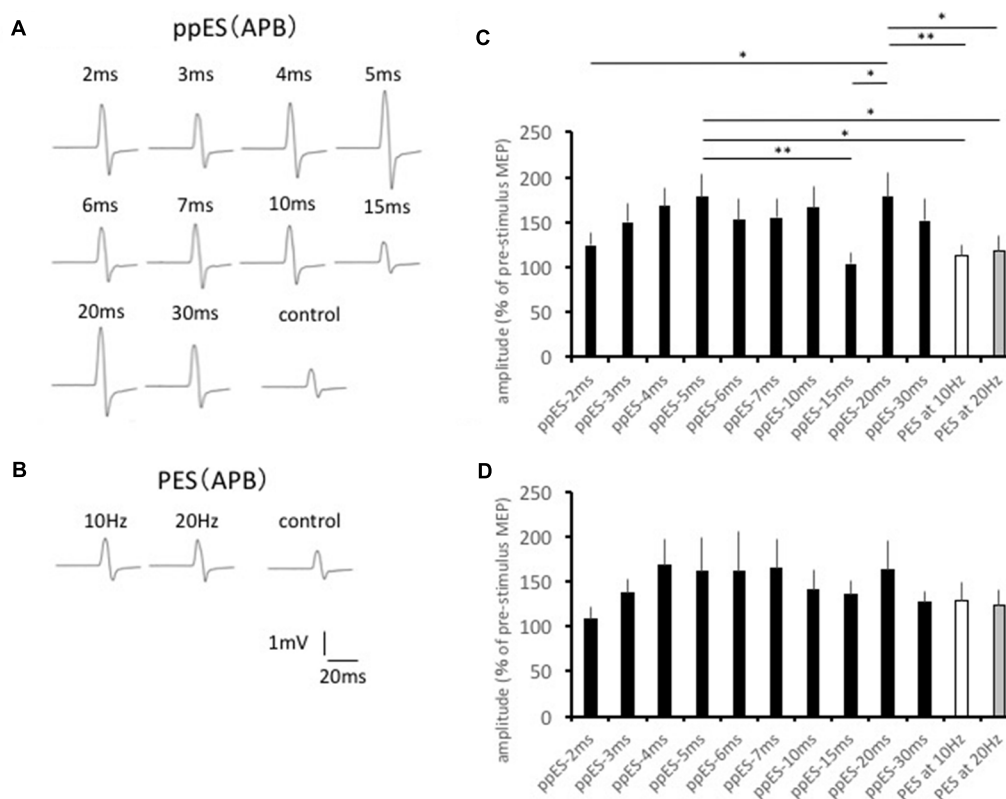 A
ppES(APB)
2ms 3ms 4ms 5ms
6ms 7ms 10ms 15ms
20ms 30ms control
B
PES(APB)
10Hz 20Hz control
1mV
20ms
C
* ** *
* *
* * **
amplitude (% of pre-stimulus MEP)
250
200
150
100
50
0
ppES-2ms
ppES-3ms
ppES-4ms
ppES-5ms
ppES-6ms
ppES-7ms
ppES-10ms
ppES-15ms
ppES-20ms
ppES-30ms
PES at 10Hz
PES at 20Hz
D
amplitude (% of pre-stimulus MEP)
250
200
150
100
50
0
ppES-2ms
ppES-3ms
ppES-4ms
ppES-5ms
ppES-6ms
ppES-7ms
ppES-10ms
ppES-15ms
ppES-20ms
ppES-30ms
PES at 10Hz
PES at 20Hz